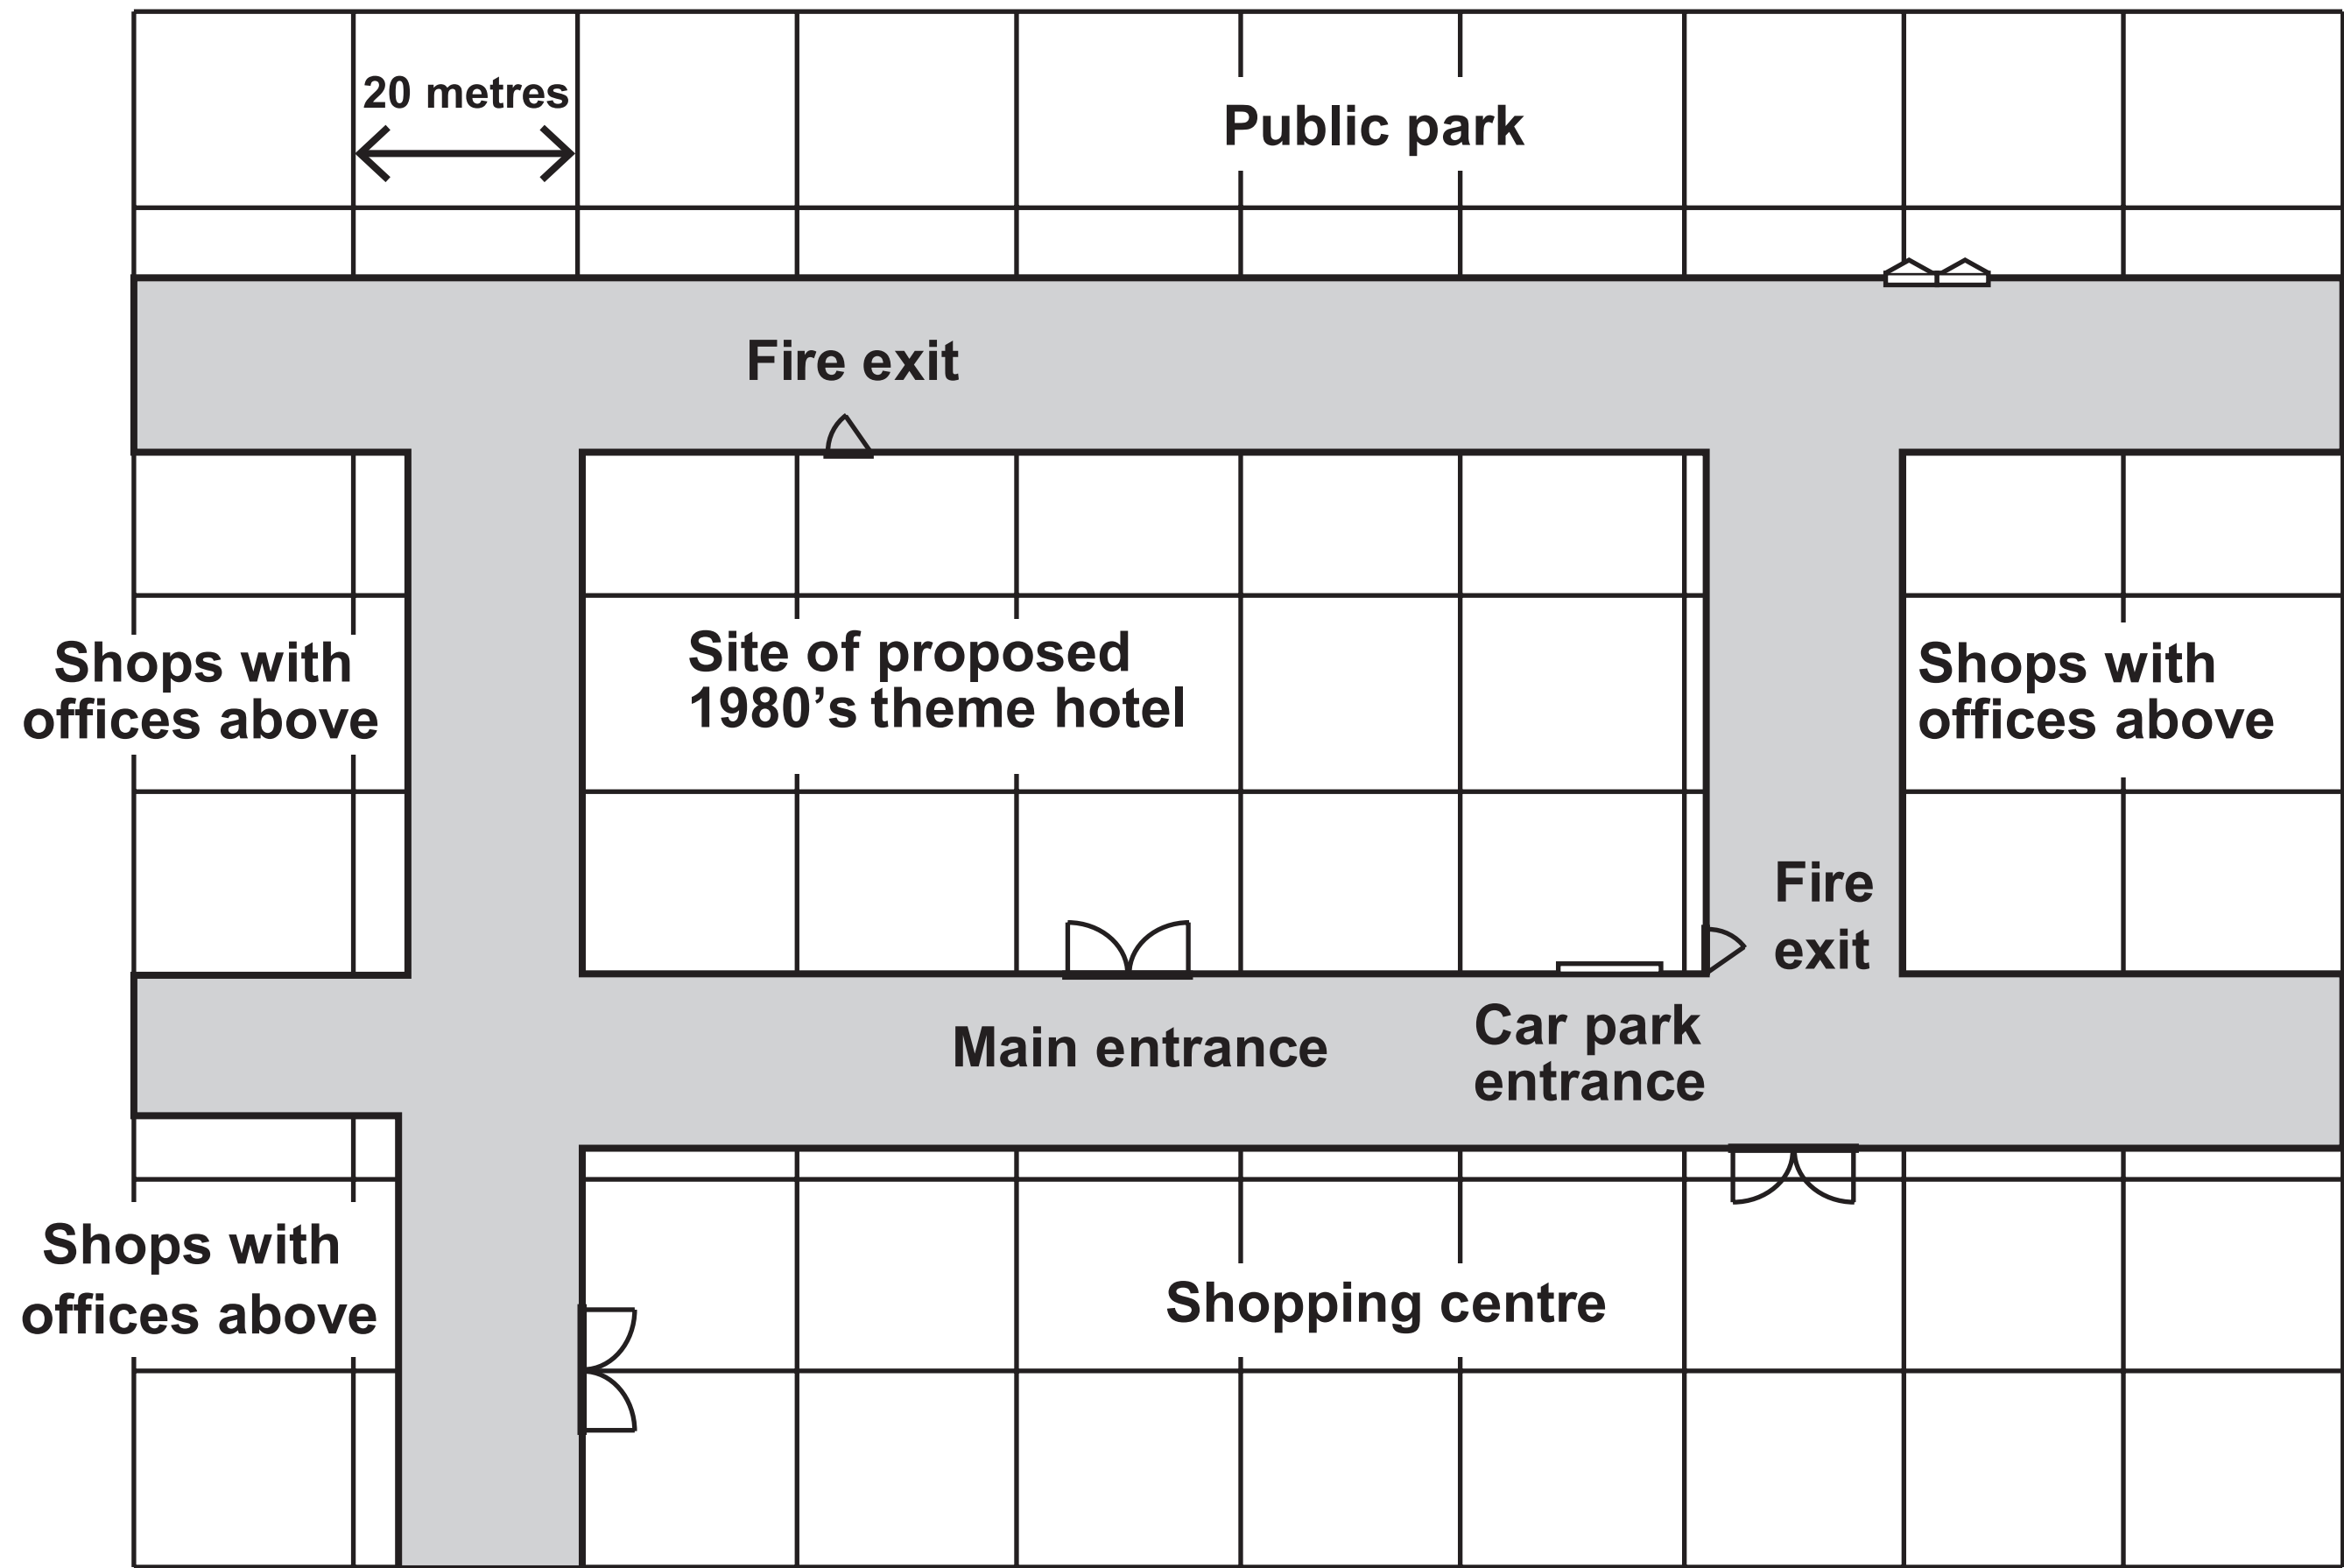 20 metres
Public park
Fire exit
Shops with
offices above
Site of proposed
1980’s theme hotel
Shops with
offices above
Fire
exit
Main entrance
Car park
entrance
Shops with
offices above
Shopping centre